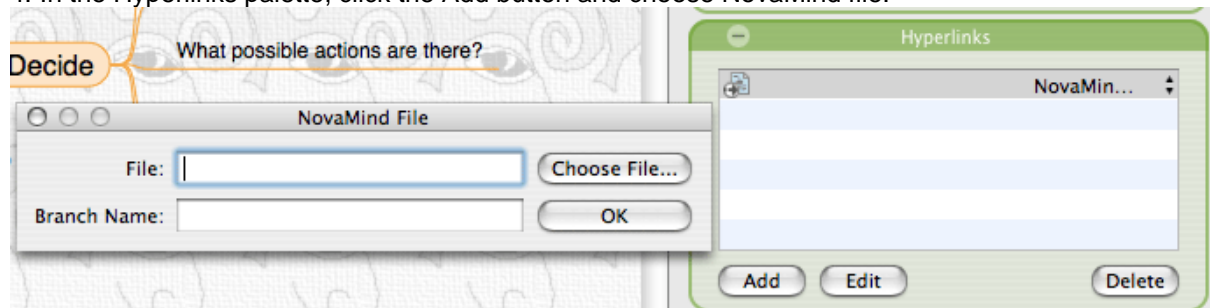 4. In the Hyperlinks palette, click the Add button and choose NovaMind file.
Decide
What possible actions are there?
NovaMind File
File:
Choose File...
Branch Name:
OK
Hyperlinks
NovaMin...
Add
Edit
Delete